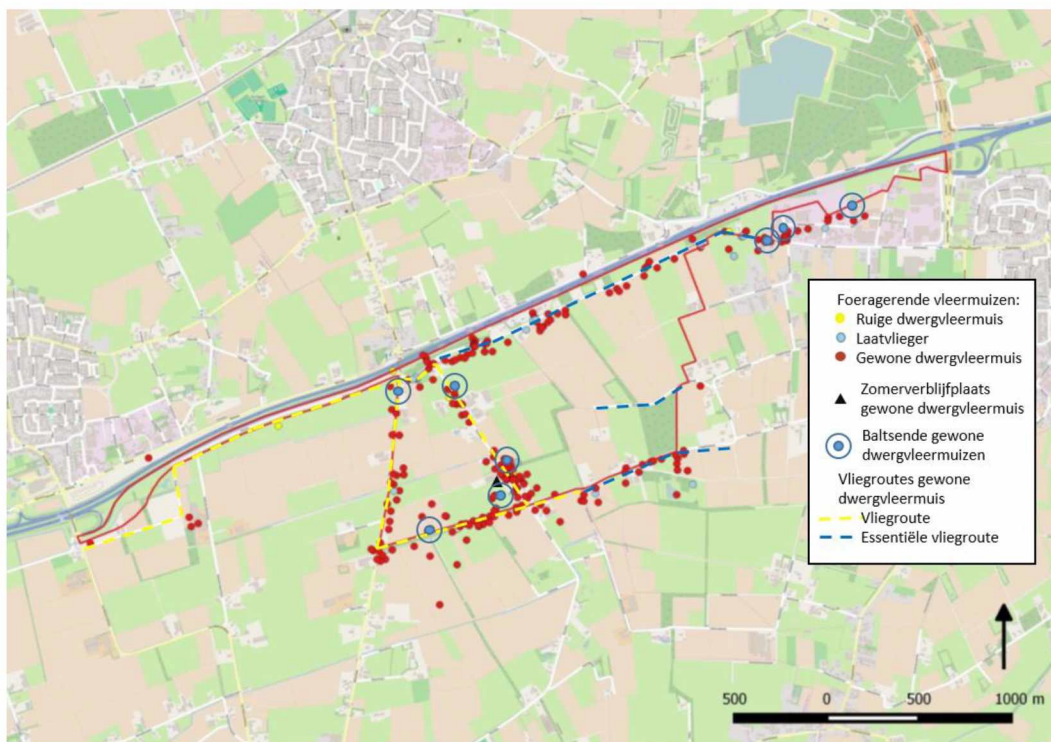 Foeragerende vleermuizen:
Ruige dwergvleermuis
Laatvlieger
Gewone dwergvleermuis
Zomerverblijfplaats
gewone dwergvleermuis
Baltsende gewone
dwergvleermuizen
Vliegroutes gewone
dwergvleermuis
Vliegroute
Essentiële vliegroute
500 0 500 1000 m